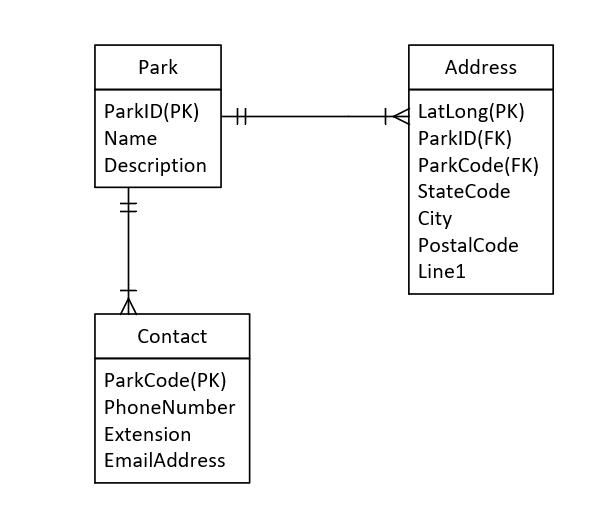 Park
ParkID(PK)
Name
Description
Address
LatLong(PK)
ParkID(FK)
ParkCode(FK)
StateCode
City
PostalCode
Line1
Contact
ParkCode(PK)
PhoneNumber
Extension
EmailAddress